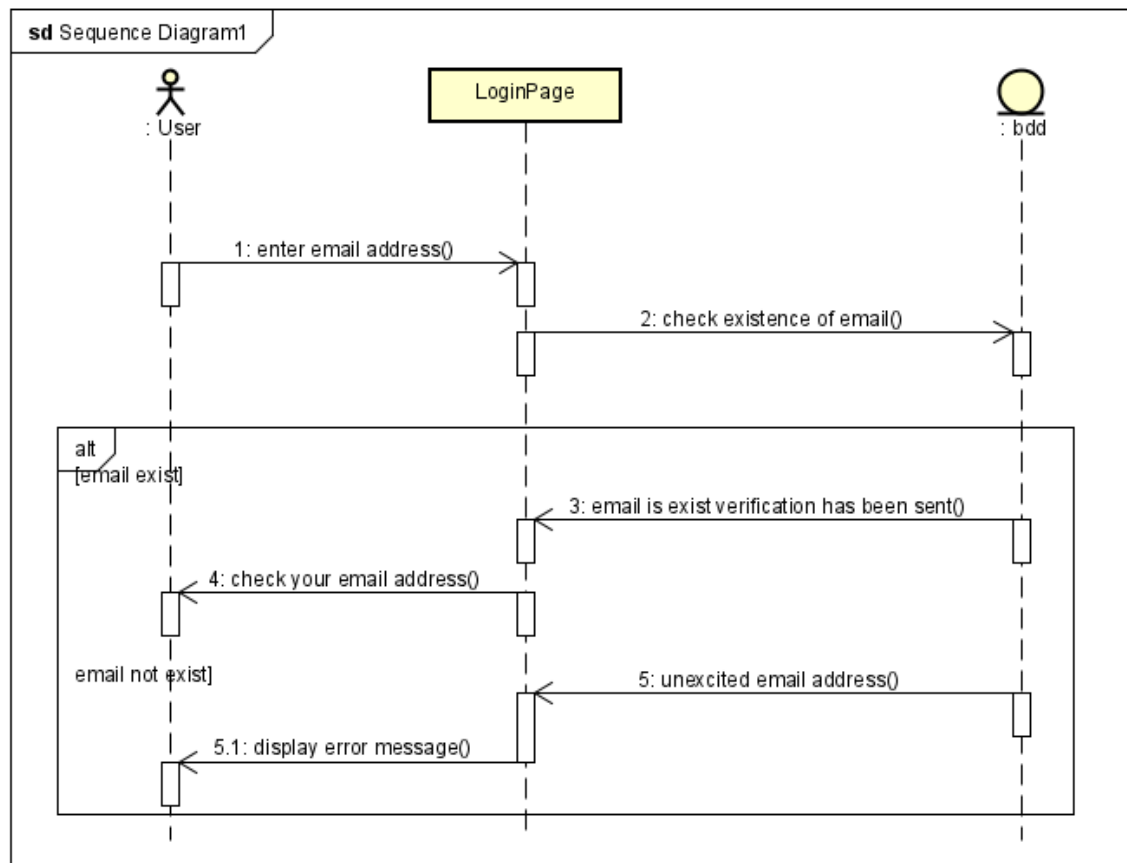 sd Sequence Diagram1
: User
LoginPage
: bdd
1: enter email address()
2: check existence of email()
alt
[email exist]
3: email is exist verification has been sent()
4: check your email address()
email not exist]
5: unexcited email address()
5.1: display error message()